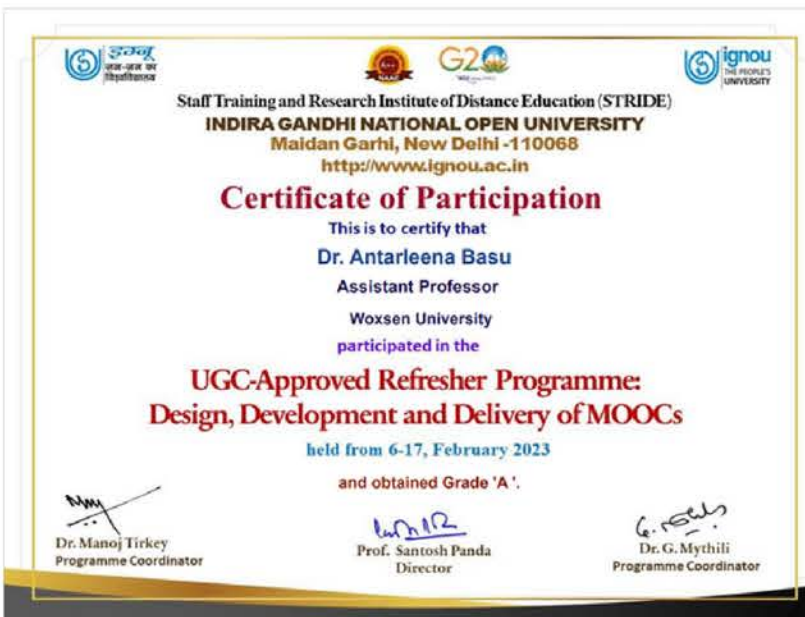 इग्नू
जन-जन का
विश्वविद्यालय
A++
NAAC
G20
ignou
THE PEOPLE'S
UNIVERSITY
Staff Training and Research Institute of Distance Education (STRIDE)
INDIRA GANDHI NATIONAL OPEN UNIVERSITY
Maidan Garhi, New Delhi -110068
http://www.ignou.ac.in
Certificate of Participation
This is to certify that
Dr. Antarleena Basu
Assistant Professor
Woxsen University
participated in the
UGC-Approved Refresher Programme:
Design, Development and Delivery of MOOCs
held from 6-17, February 2023
and obtained Grade 'A '.
Dr. Manoj Tirkey
Programme Coordinator
Prof. Santosh Panda
Director
Dr. G. Mythili
Programme Coordinator